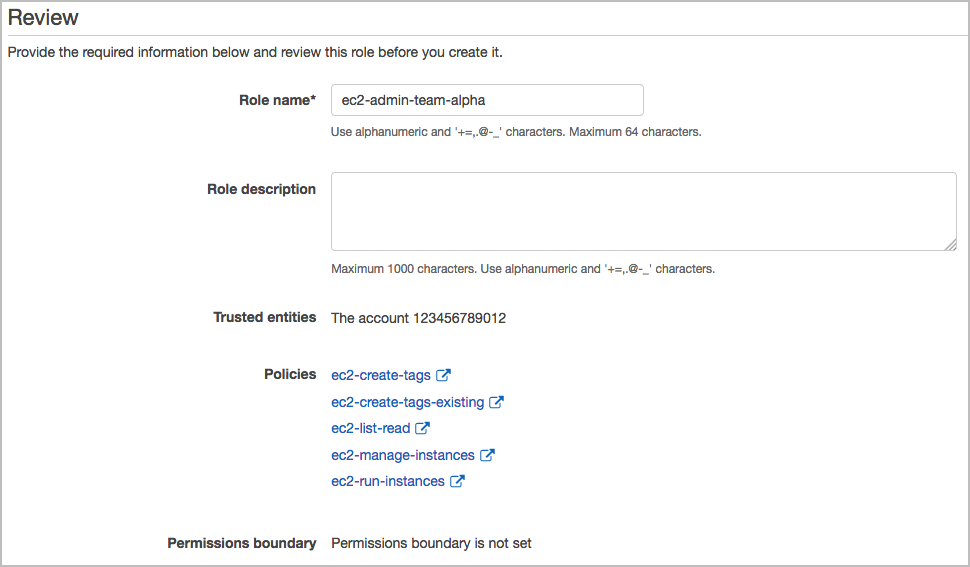 Review
Provide the required information below and review this role before you create it.
Role name* ec2-admin-team-alpha
Use alphanumeric and '+=,.@-_' characters. Maximum 64 characters.
Role description
Maximum 1000 characters. Use alphanumeric and '+=,.@-_' characters.
Trusted entities The account 123456789012
Policies ec2-create-tags
ec2-create-tags-existing
ec2-list-read
ec2-manage-instances
ec2-run-instances
Permissions boundary Permissions boundary is not set